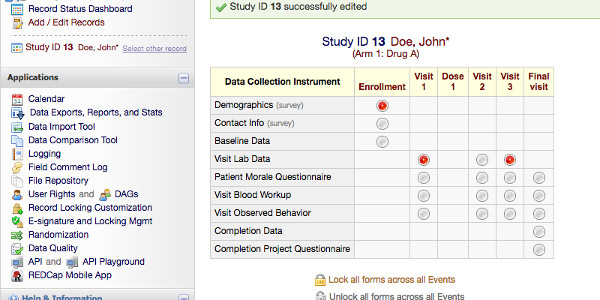 Record Status Dashboard
Add / Edit Records
Study ID 13 Doe, John* Select other record
Applications
Calendar
Data Exports, Reports, and Stats
Data Import Tool
Data Comparison Tool
Logging
Field Comment Log
File Repository
User Rights and DAGs
Record Locking Customization
E-signature and Locking Mgmt
Randomization
Data Quality
API and API Playground
REDCap Mobile App
Help & Information
Study ID 13 successfully edited
Study ID 13 Doe, John*
(Arm 1: Drug A)
Data Collection Instrument Enrollment Visit 1 Dose 1 Visit 2 Visit 3 Final visit
Demographics (survey)
Contact Info (survey)
Baseline Data
Visit Lab Data
Patient Morale Questionnaire
Visit Blood Workup
Visit Observed Behavior
Completion Data
Completion Project Questionnaire
Lock all forms across all Events
Unlock all forms across all Events